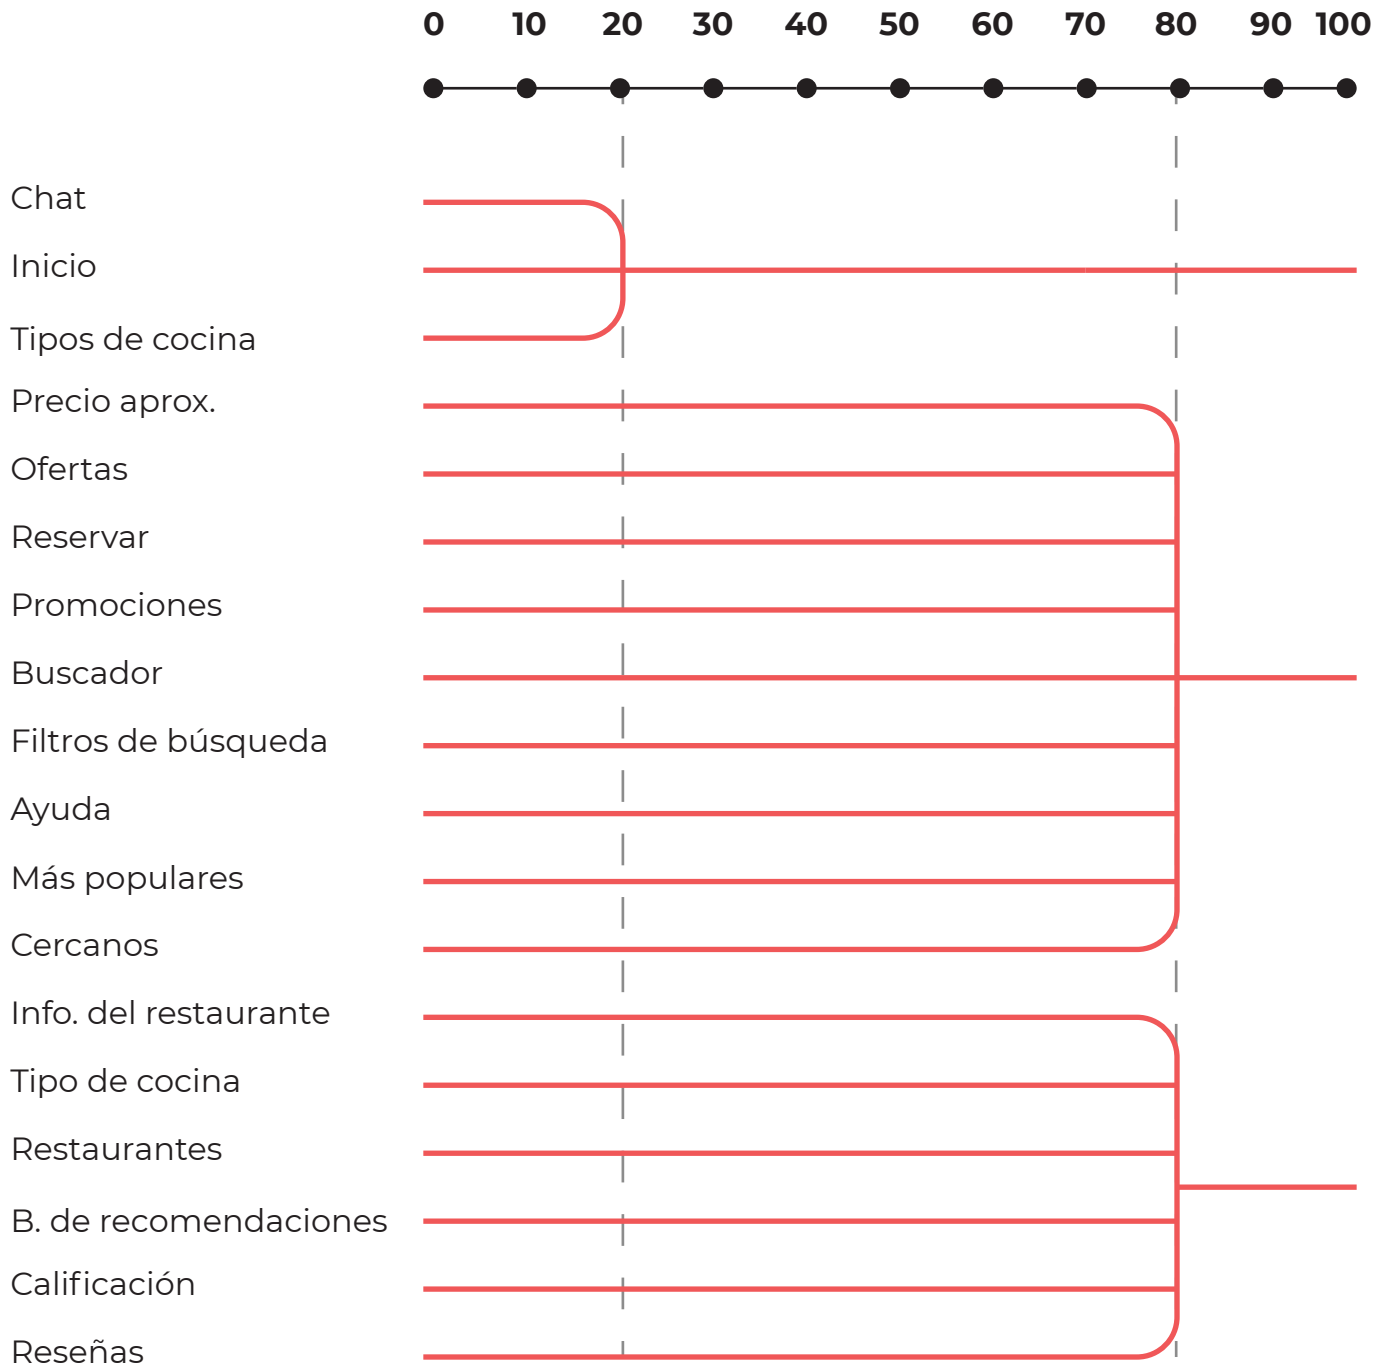 0 10 20 30 40 50 60 70 80 90 100
Chat
Inicio
Tipos de cocina
Precio aprox.
Ofertas
Reservar
Promociones
Buscador
Filtros de búsqueda
Ayuda
Más populares
Cercanos
Info. del restaurante
Tipo de cocina
Restaurantes
B. de recomendaciones
Calificación
Reseñas